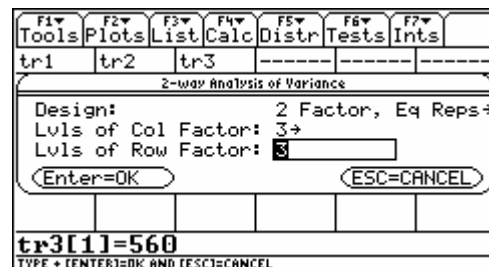 F1▼ F2▼ F3▼ F4▼ F5▼ F6▼ F7▼
Tools Plots List Calc Distr Tests Ints
tr1 tr2 tr3 ------ ------ ------
2-way Analysis of Variance
Design: 2 Factor, Eq Reps→
Lvls of Col Factor: 3→
Lvls of Row Factor: 3
Enter=OK ESC=CANCEL
tr3[1]=560
TYPE + [ENTER]=OK AND [ESC]=CANCEL